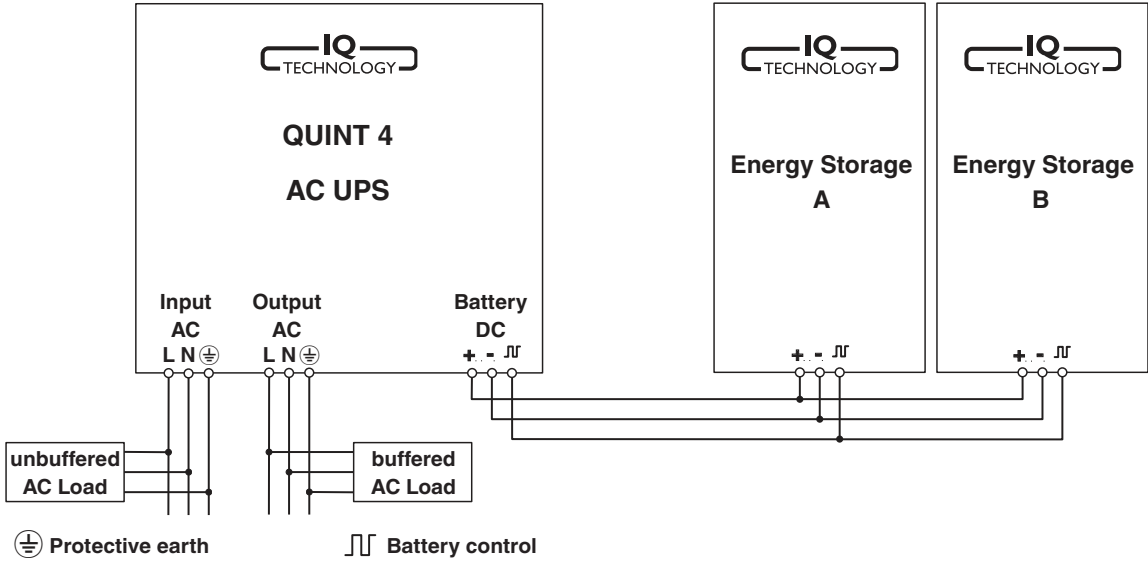 IQ
TECHNOLOGY
QUINT 4
AC UPS
Input
AC
L N
Output
AC
L N
Battery
DC
+ -
IQ
TECHNOLOGY
Energy Storage
A
+ -
IQ
TECHNOLOGY
Energy Storage
B
+ -
unbuffered
AC Load
buffered
AC Load
Protective earth
Battery control